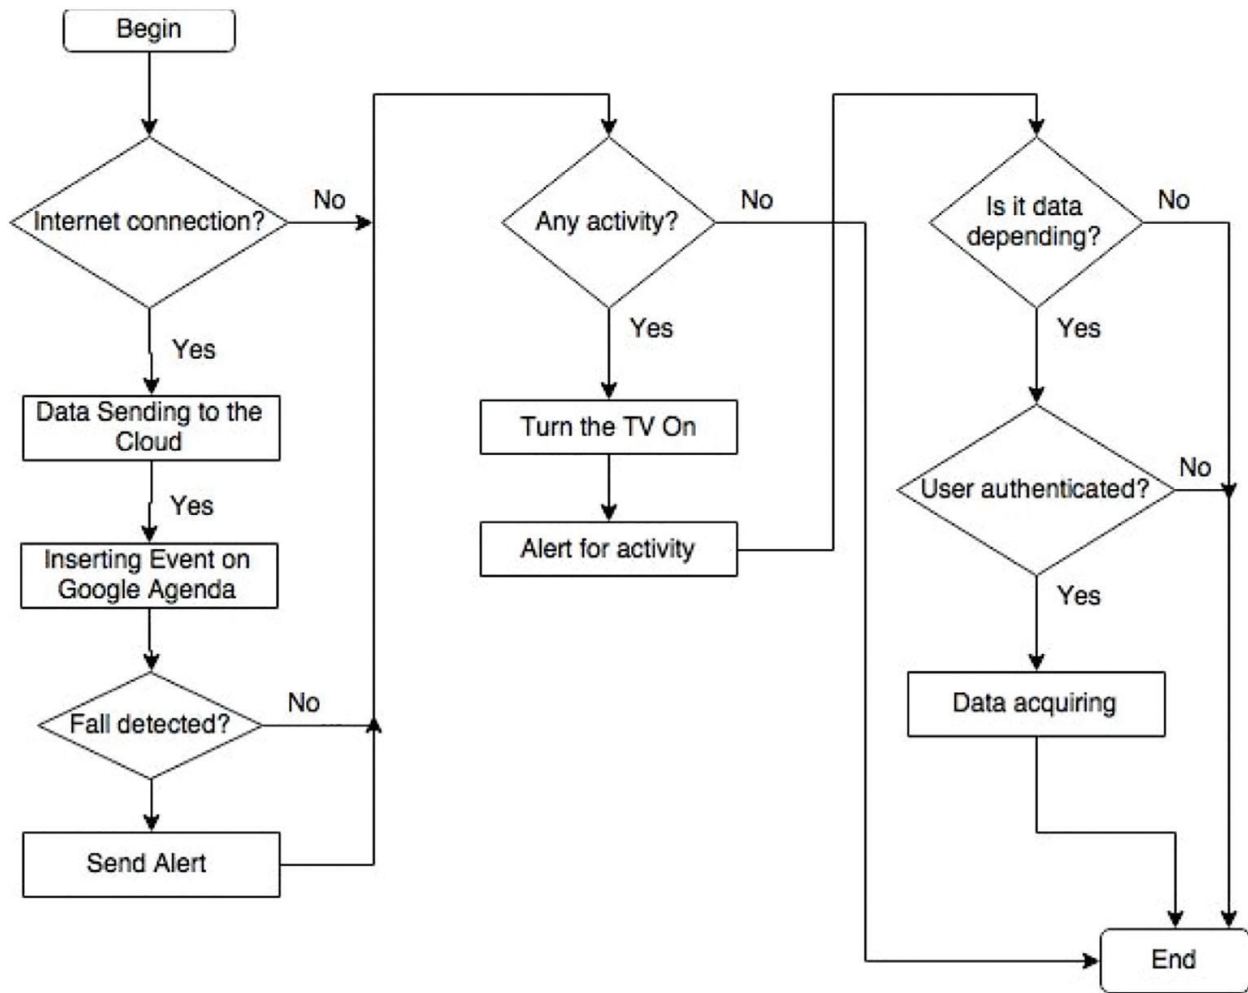 Begin
Internet connection?
No
Yes
Data Sending to the
Cloud
Yes
Inserting Event on
Google Agenda
Fall detected?
No
Send Alert
Any activity?
No
Yes
Turn the TV On
Alert for activity
Is it data
depending?
No
Yes
User authenticated?
No
Yes
Data acquiring
End